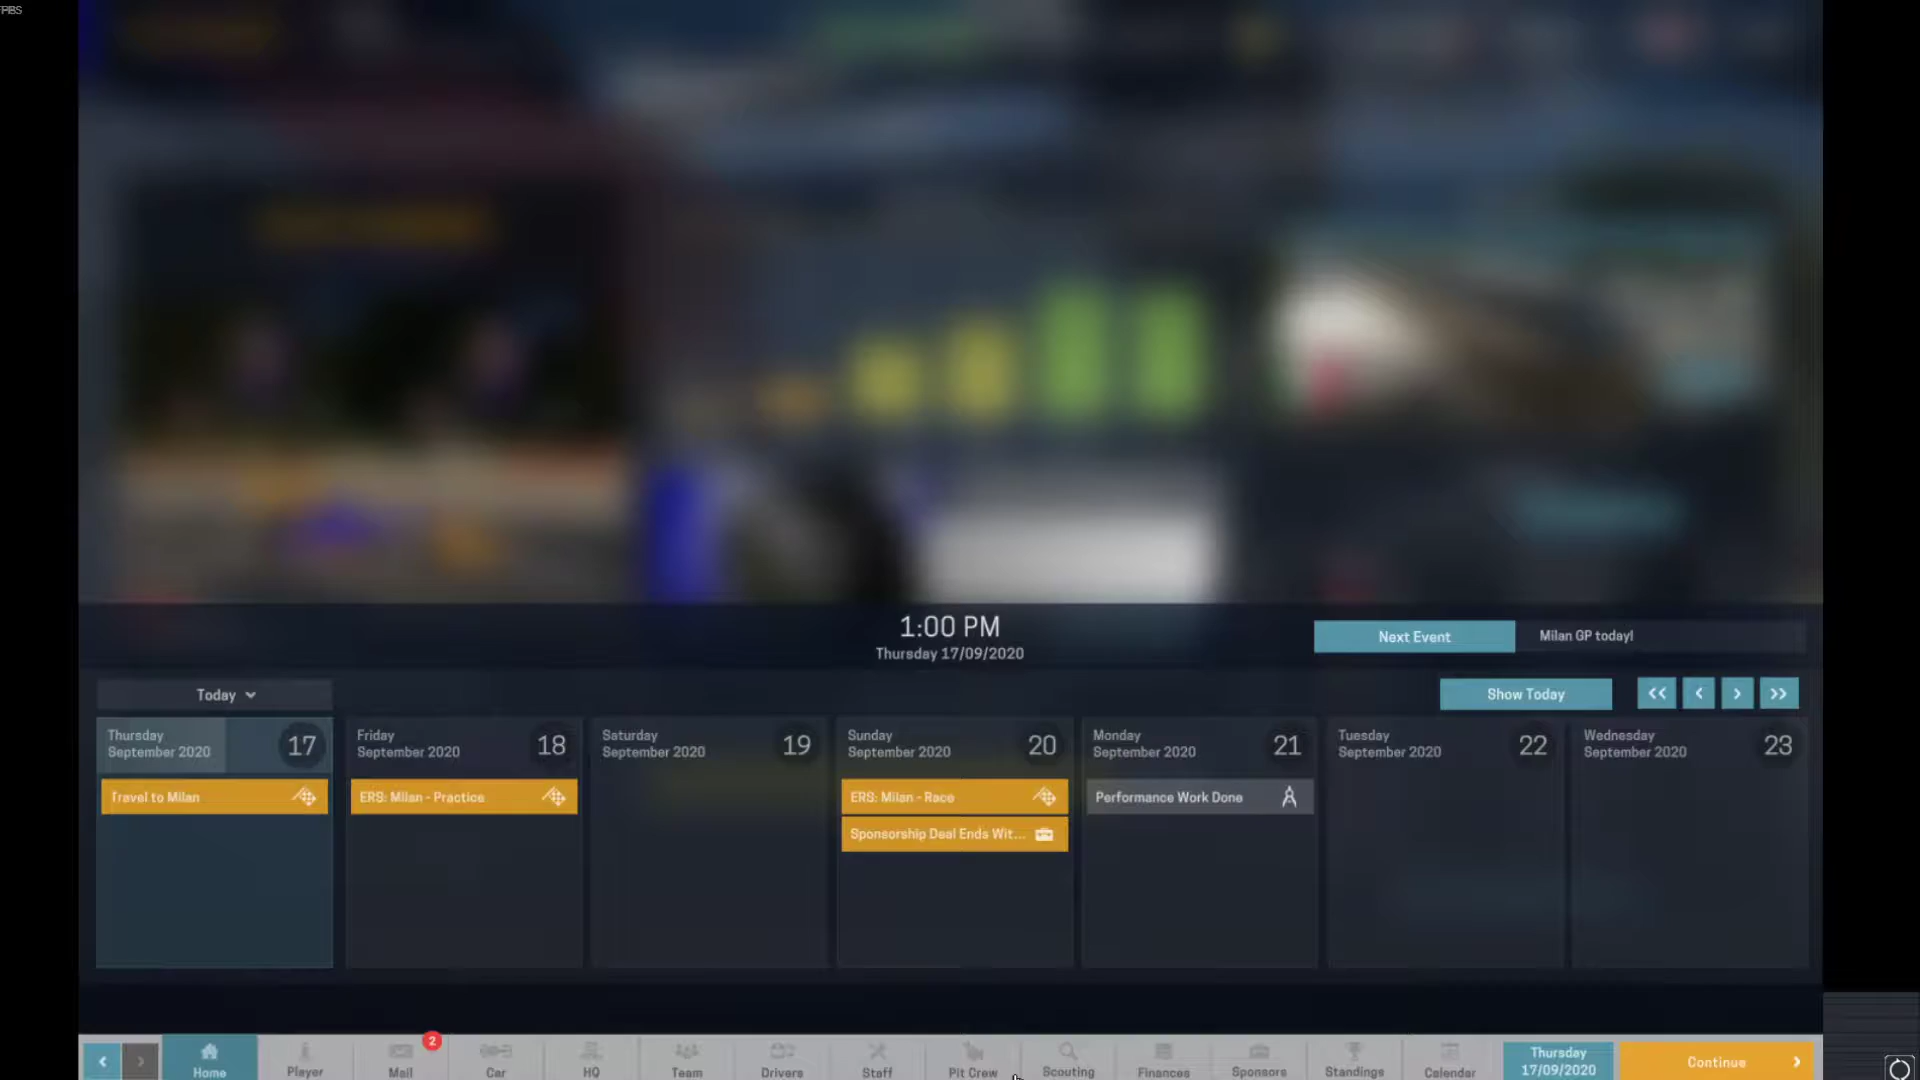 1:00 PM
Thursday 17/09/2020
Next Event
Milan GP today!
Today
Show Today
Thursday
September 2020
17
Friday
September 2020
18
Saturday
September 2020
19
Sunday
September 2020
20
Monday
September 2020
21
Tuesday
September 2020
22
Wednesday
September 2020
23
Travel to Milan
ERS: Milan - Practice
ERS: Milan - Race
Performance Work Done
Sponsorship Deal Ends Wit...
2
Home
Player
Mail
Car
HQ
Team
Drivers
Staff
Pit Crew
Scouting
Finances
Sponsors
Standings
Calendar
Thursday
17/09/2020
Continue